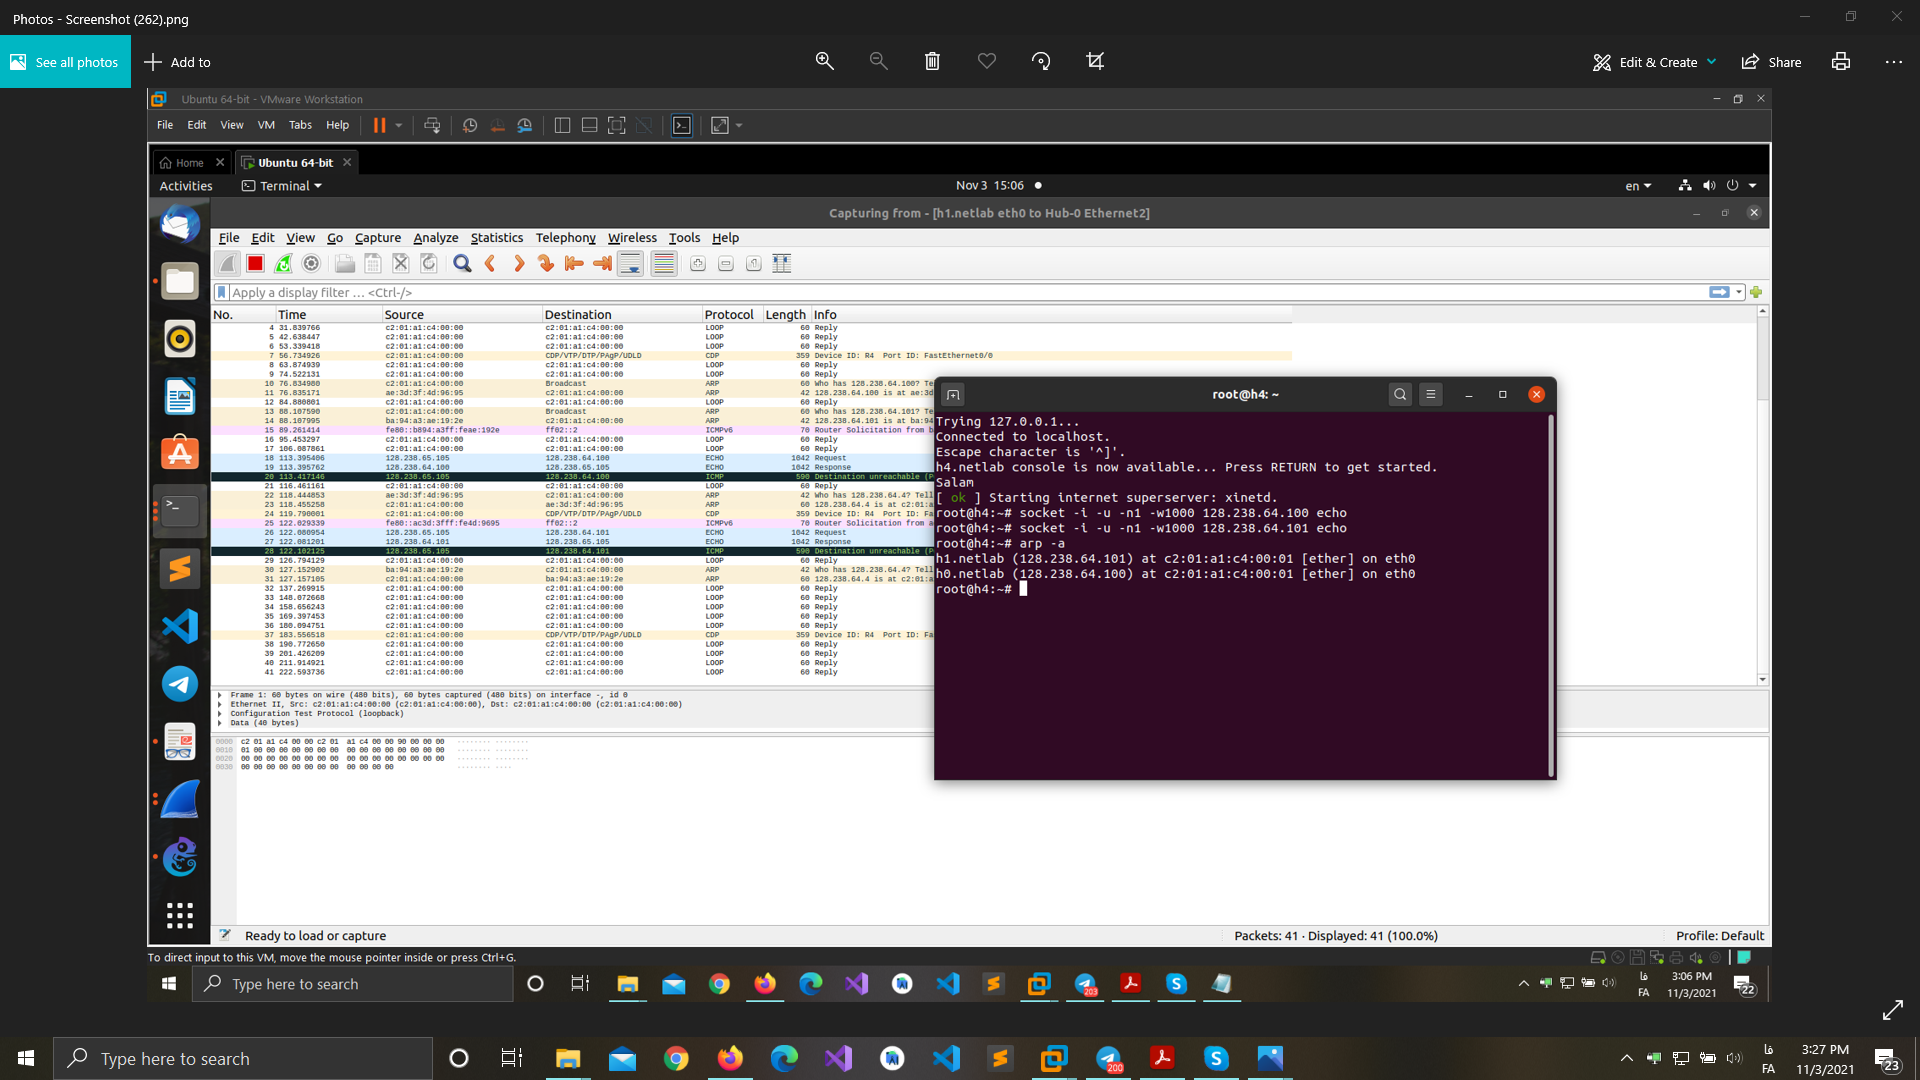 Photos - Screenshot (262).png
See all photos
Add to
Edit & Create
Share
Ubuntu 64-bit - VMware Workstation
File Edit View VM Tabs Help
Home
Ubuntu 64-bit
Activities
Terminal
Nov 3 15:06
en
Capturing from - [h1.netlab eth0 to Hub-0 Ethernet2]
File Edit View Go Capture Analyze Statistics Telephony Wireless Tools Help
Apply a display filter … <Ctrl-/>
No. Time Source Destination Protocol Length Info
4 31.839766 c2:01:a1:c4:00:00 c2:01:a1:c4:00:00 LOOP 60 Reply
5 42.638447 c2:01:a1:c4:00:00 c2:01:a1:c4:00:00 LOOP 60 Reply
6 53.339418 c2:01:a1:c4:00:00 c2:01:a1:c4:00:00 LOOP 60 Reply
7 56.734926 c2:01:a1:c4:00:00 CDP/VTP/DTP/PAgP/UDLD CDP 359 Device ID: R4 Port ID: FastEthernet0/0
8 63.874939 c2:01:a1:c4:00:00 c2:01:a1:c4:00:00 LOOP 60 Reply
9 74.522131 c2:01:a1:c4:00:00 c2:01:a1:c4:00:00 LOOP 60 Reply
10 76.834980 c2:01:a1:c4:00:00 Broadcast ARP 60 Who has 128.238.64.100? Te
11 76.835171 ae:3d:3f:4d:96:95 c2:01:a1:c4:00:00 ARP 42 128.238.64.100 is at ae:3d
12 84.880801 c2:01:a1:c4:00:00 c2:01:a1:c4:00:00 LOOP 60 Reply
13 88.107590 c2:01:a1:c4:00:00 Broadcast ARP 60 Who has 128.238.64.101? Te
14 88.107995 ba:94:a3:ae:19:2e c2:01:a1:c4:00:00 ARP 42 128.238.64.101 is at ba:94
15 89.261414 fe80::b894:a3ff:feae:192e ff02::2 ICMPv6 70 Router Solicitation from b
16 95.453297 c2:01:a1:c4:00:00 c2:01:a1:c4:00:00 LOOP 60 Reply
17 106.087861 c2:01:a1:c4:00:00 c2:01:a1:c4:00:00 LOOP 60 Reply
18 113.395406 128.238.65.105 128.238.64.100 ECHO 1042 Request
19 113.395762 128.238.64.100 128.238.65.105 ECHO 1042 Response
20 113.417146 128.238.65.105 128.238.64.100 ICMP 590 Destination unreachable (P
21 116.461161 c2:01:a1:c4:00:00 c2:01:a1:c4:00:00 LOOP 60 Reply
22 118.444853 ae:3d:3f:4d:96:95 c2:01:a1:c4:00:00 ARP 42 Who has 128.238.64.4? Tell
23 118.455258 c2:01:a1:c4:00:00 ae:3d:3f:4d:96:95 ARP 60 128.238.64.4 is at c2:01:a
24 119.790001 c2:01:a1:c4:00:00 CDP/VTP/DTP/PAgP/UDLD CDP 359 Device ID: R4 Port ID: Fa
25 122.029339 fe80::ac3d:3fff:fe4d:9695 ff02::2 ICMPv6 70 Router Solicitation from a
26 122.080954 128.238.65.105 128.238.64.101 ECHO 1042 Request
27 122.081201 128.238.64.101 128.238.65.105 ECHO 1042 Response
28 122.102125 128.238.65.105 128.238.64.101 ICMP 590 Destination unreachable (P
29 126.794129 c2:01:a1:c4:00:00 c2:01:a1:c4:00:00 LOOP 60 Reply
30 127.152902 ba:94:a3:ae:19:2e c2:01:a1:c4:00:00 ARP 42 Who has 128.238.64.4? Tell
31 127.157105 c2:01:a1:c4:00:00 ba:94:a3:ae:19:2e ARP 60 128.238.64.4 is at c2:01:a
32 137.269915 c2:01:a1:c4:00:00 c2:01:a1:c4:00:00 LOOP 60 Reply
33 148.072668 c2:01:a1:c4:00:00 c2:01:a1:c4:00:00 LOOP 60 Reply
34 158.656243 c2:01:a1:c4:00:00 c2:01:a1:c4:00:00 LOOP 60 Reply
35 169.397453 c2:01:a1:c4:00:00 c2:01:a1:c4:00:00 LOOP 60 Reply
36 180.094751 c2:01:a1:c4:00:00 c2:01:a1:c4:00:00 LOOP 60 Reply
37 183.556518 c2:01:a1:c4:00:00 CDP/VTP/DTP/PAgP/UDLD CDP 359 Device ID: R4 Port ID: Fa
38 190.772650 c2:01:a1:c4:00:00 c2:01:a1:c4:00:00 LOOP 60 Reply
39 201.426209 c2:01:a1:c4:00:00 c2:01:a1:c4:00:00 LOOP 60 Reply
40 211.914921 c2:01:a1:c4:00:00 c2:01:a1:c4:00:00 LOOP 60 Reply
41 222.593736 c2:01:a1:c4:00:00 c2:01:a1:c4:00:00 LOOP 60 Reply
root@h4: ~
Trying 127.0.0.1...
Connected to localhost.
Escape character is '^]'.
h4.netlab console is now available... Press RETURN to get started.
Salam
[ ok ] Starting internet superserver: xinetd.
root@h4:~# socket -i -u -n1 -w1000 128.238.64.100 echo
root@h4:~# socket -i -u -n1 -w1000 128.238.64.101 echo
root@h4:~# arp -a
h1.netlab (128.238.64.101) at c2:01:a1:c4:00:01 [ether] on eth0
h0.netlab (128.238.64.100) at c2:01:a1:c4:00:01 [ether] on eth0
root@h4:~#
Frame 1: 60 bytes on wire (480 bits), 60 bytes captured (480 bits) on interface -, id 0
Ethernet II, Src: c2:01:a1:c4:00:00 (c2:01:a1:c4:00:00), Dst: c2:01:a1:c4:00:00 (c2:01:a1:c4:00:00)
Configuration Test Protocol (loopback)
Data (40 bytes)
0000 c2 01 a1 c4 00 00 c2 01 a1 c4 00 00 90 00 00 00 ········ ········
0010 01 00 00 00 00 00 00 00 00 00 00 00 00 00 00 00 ········ ········
0020 00 00 00 00 00 00 00 00 00 00 00 00 00 00 00 00 ········ ········
0030 00 00 00 00 00 00 00 00 00 00 00 00 ········ ····
Ready to load or capture
Packets: 41 · Displayed: 41 (100.0%)
Profile: Default
To direct input to this VM, move the mouse pointer inside or press Ctrl+G.
Type here to search
203
فا
FA
3:06 PM
11/3/2021
22
Type here to search
200
فا
FA
3:27 PM
11/3/2021
23